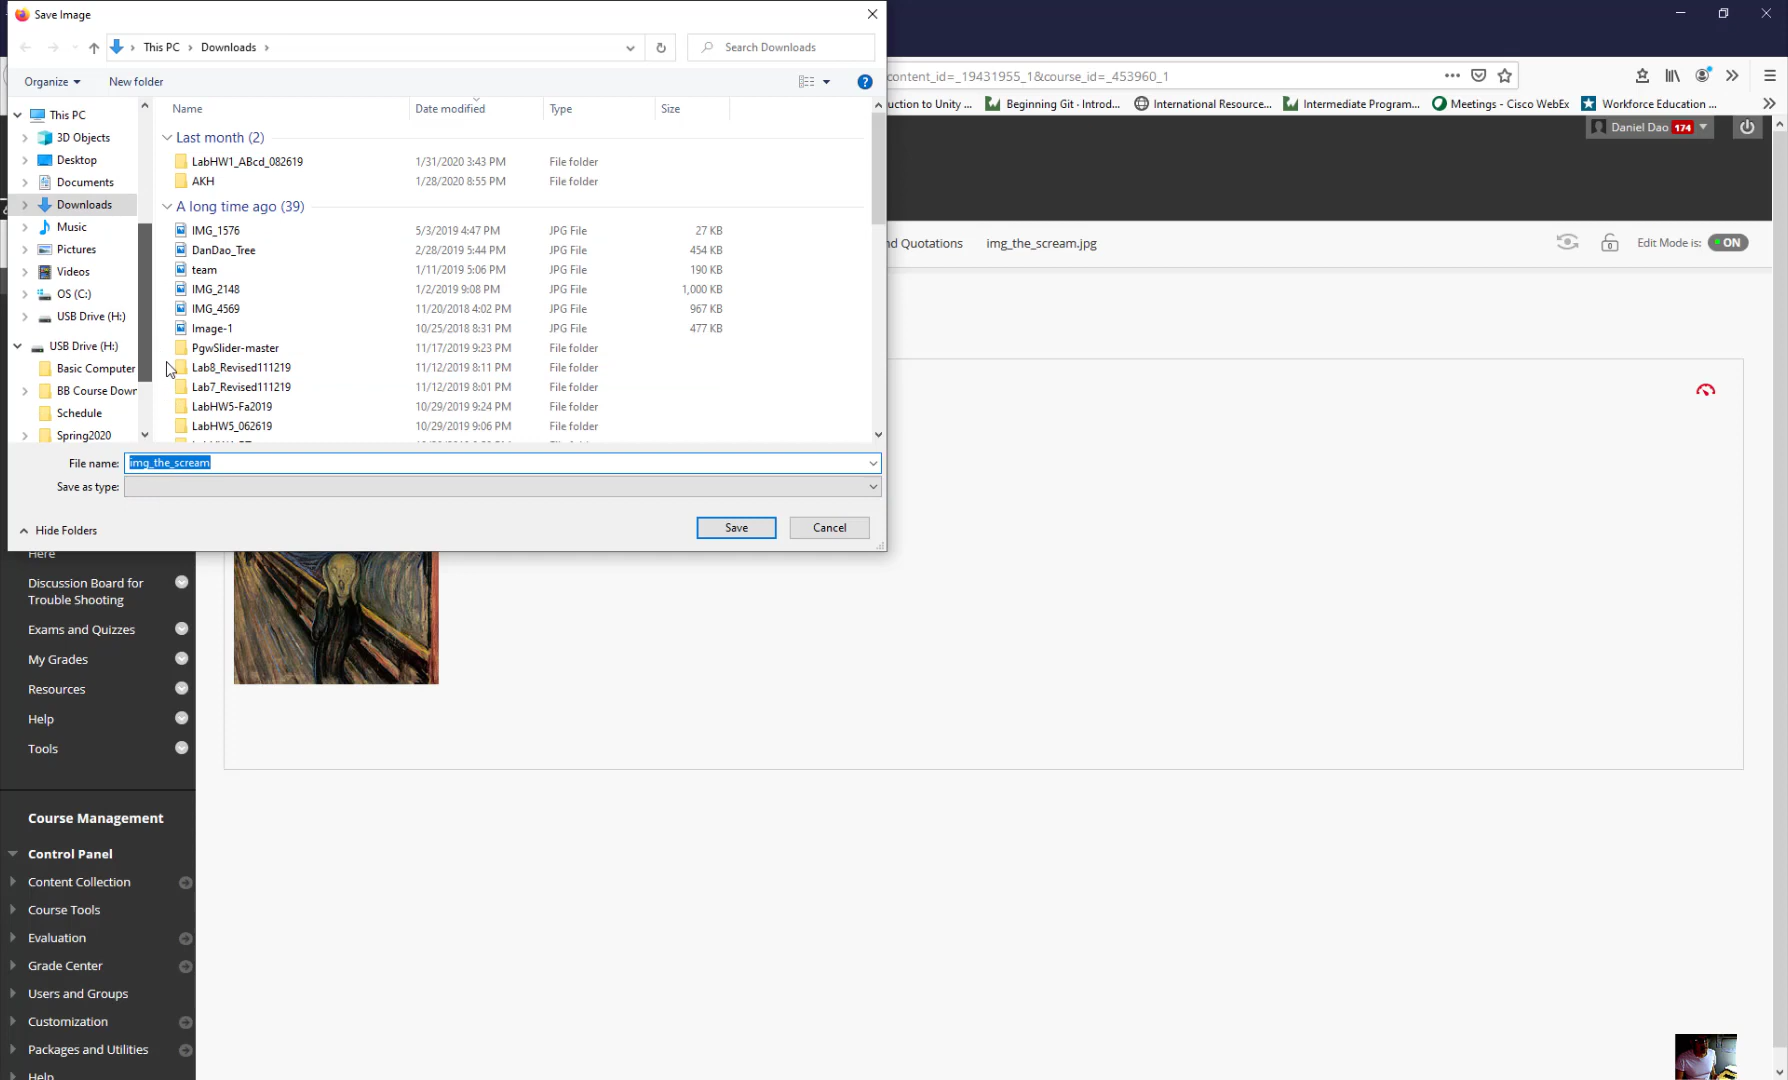 Save Image
This PC > Downloads >
Search Downloads
Organize
New folder
Name Date modified Type Size
This PC
3D Objects
Desktop
Documents
Downloads
Music
Pictures
Videos
OS (C:)
USB Drive (H:)
USB Drive (H:)
Basic Computer
BB Course Down
Schedule
Spring2020
Last month (2)
LabHW1_ABcd_082619 1/31/2020 3:43 PM File folder
AKH 1/28/2020 8:55 PM File folder
A long time ago (39)
IMG_1576 5/3/2019 4:47 PM JPG File 27 KB
DanDao_Tree 2/28/2019 5:44 PM JPG File 454 KB
team 1/11/2019 5:06 PM JPG File 190 KB
IMG_2148 1/2/2019 9:08 PM JPG File 1,000 KB
IMG_4569 11/20/2018 4:02 PM JPG File 967 KB
Image-1 10/25/2018 8:31 PM JPG File 477 KB
PgwSlider-master 11/17/2019 9:23 PM File folder
Lab8_Revised111219 11/12/2019 8:11 PM File folder
Lab7_Revised111219 11/12/2019 8:01 PM File folder
LabHW5-Fa2019 10/29/2019 9:24 PM File folder
LabHW5_062619 10/29/2019 9:06 PM File folder
File name: img_the_scream
Save as type:
Hide Folders
Save
Cancel
content_id=_19431955_1&course_id=_453960_1
uction to Unity ... Beginning Git - Introd... International Resource... Intermediate Program... Meetings - Cisco WebEx Workforce Education ...
Daniel Dao 174
nd Quotations img_the_scream.jpg
Edit Mode is: ON
Here
Discussion Board for
Trouble Shooting
Exams and Quizzes
My Grades
Resources
Help
Tools
Course Management
Control Panel
Content Collection
Course Tools
Evaluation
Grade Center
Users and Groups
Customization
Packages and Utilities
Help